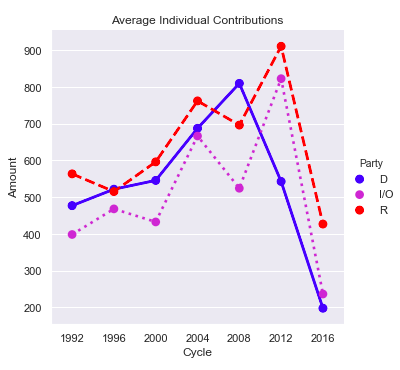 Average Individual Contributions
Amount
900
800
700
600
500
400
300
200
1992 1996 2000 2004 2008 2012 2016
Cycle
Party
D
I/O
R